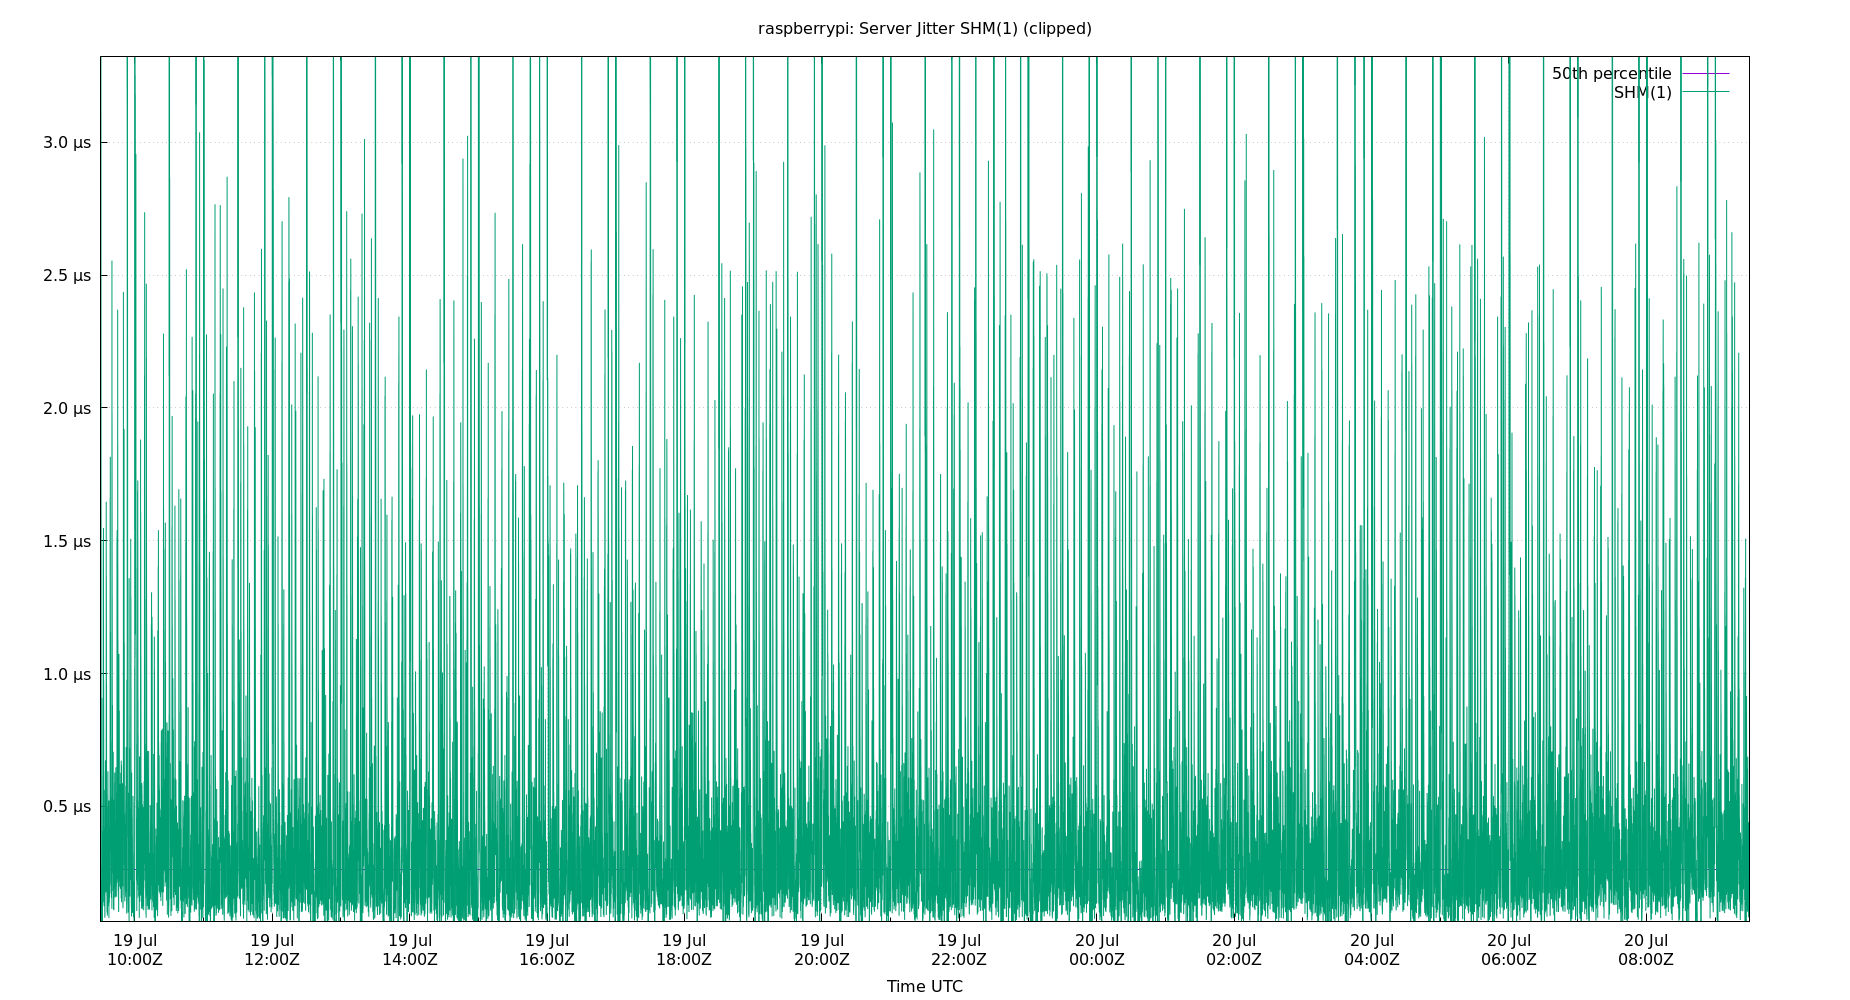 raspberrypi: Server Jitter SHM(1) (clipped)
50th percentile
SHM(1)
3.0 µs
2.5 µs
2.0 µs
1.5 µs
1.0 µs
0.5 µs
19 Jul 19 Jul 19 Jul 19 Jul 19 Jul 19 Jul 19 Jul 20 Jul 20 Jul 20 Jul 20 Jul 20 Jul
10:00Z 12:00Z 14:00Z 16:00Z 18:00Z 20:00Z 22:00Z 00:00Z 02:00Z 04:00Z 06:00Z 08:00Z
Time UTC